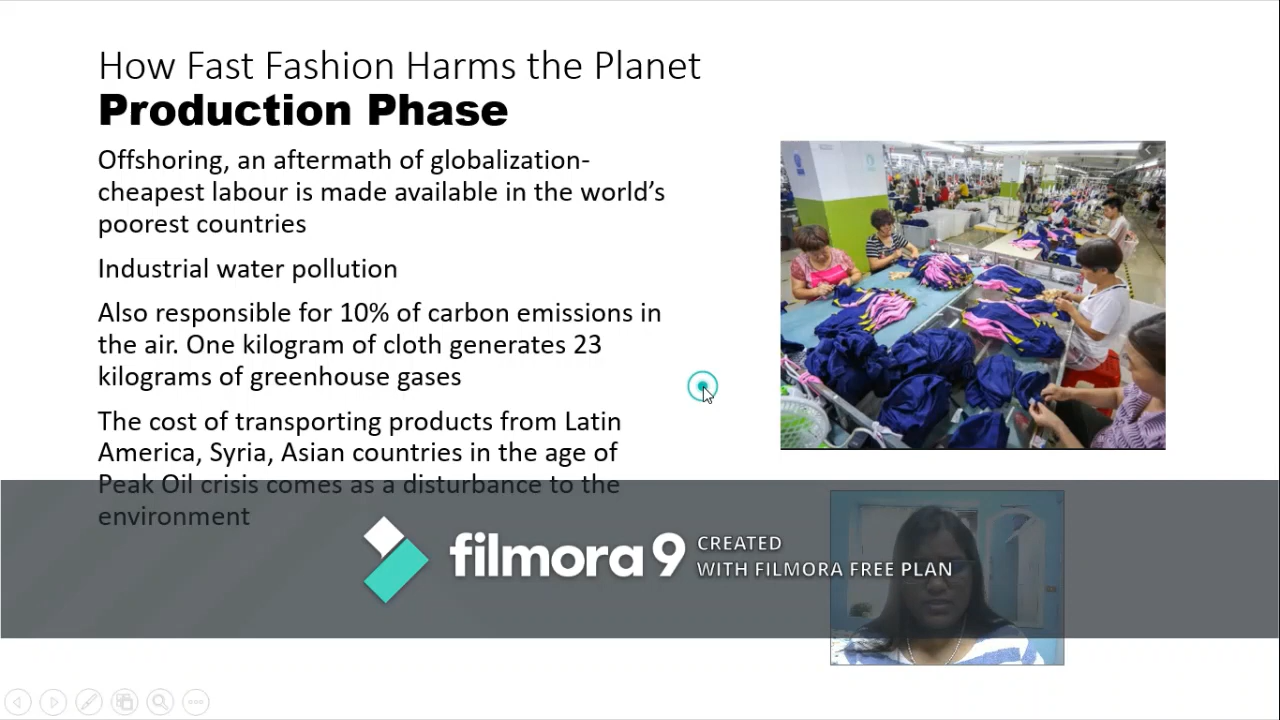 How Fast Fashion Harms the Planet
Production Phase
Offshoring, an aftermath of globalization-
cheapest labour is made available in the world’s
poorest countries
Industrial water pollution
Also responsible for 10% of carbon emissions in
the air. One kilogram of cloth generates 23
kilograms of greenhouse gases
The cost of transporting products from Latin
America, Syria, Asian countries in the age of
Peak Oil crisis comes as a disturbance to the
environment
filmora9
CREATED
WITH FILMORA FREE PLAN